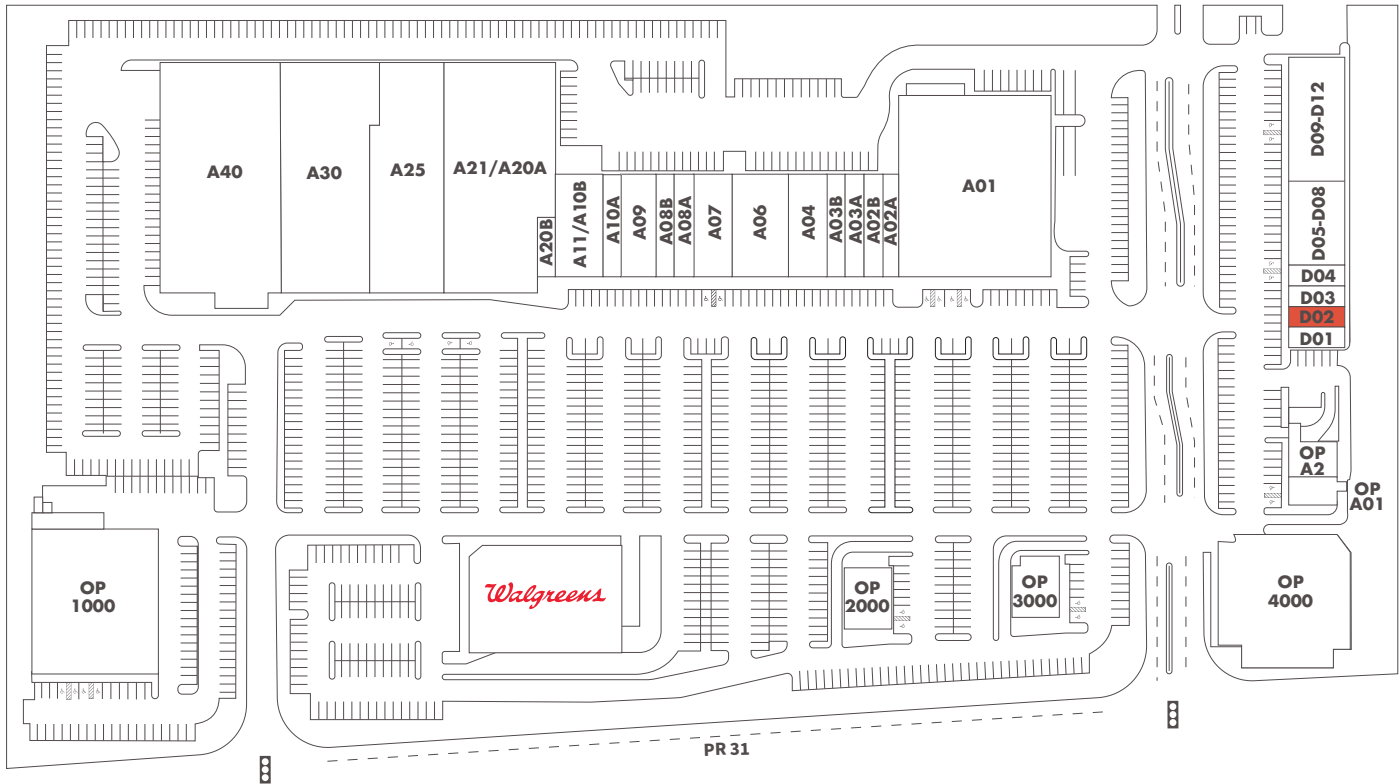 A40
A30
A25
A21/A20A
A20B
A11/A10B
A10A
A09
A08B
A08A
A07
A06
A04
A03B
A03A
A02B
A02A
A01
D09-D12
D05-D08
D04
D03
D02
D01
OP
A2
OP
A01
OP
1000
Walgreens
OP
2000
OP
3000
OP
4000
PR 31